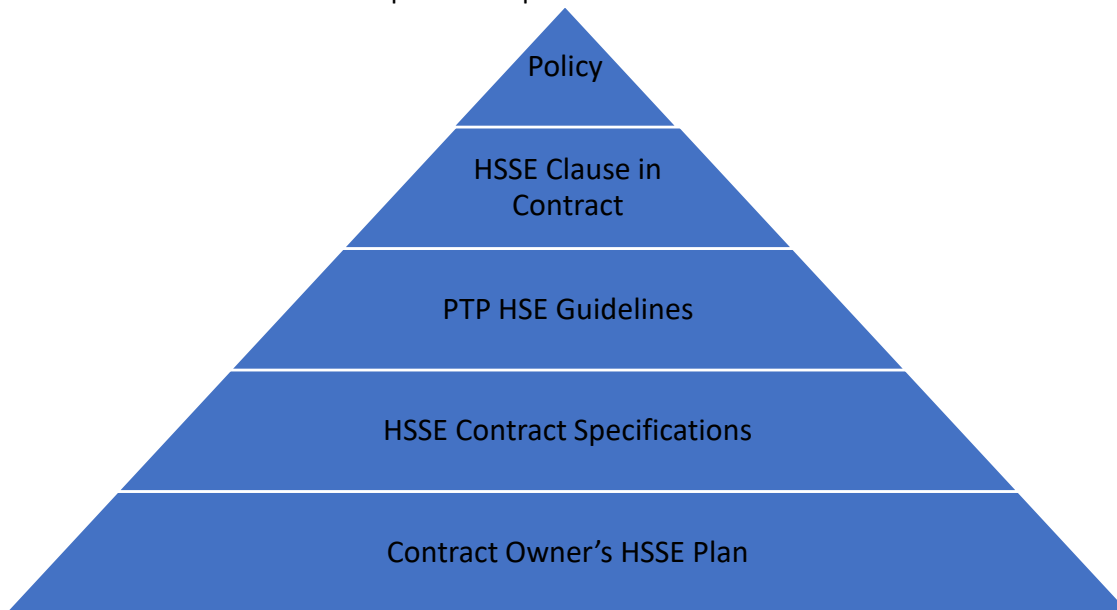 Policy
HSSE Clause in
Contract
PTP HSE Guidelines
HSSE Contract Specifications
Contract Owner’s HSSE Plan